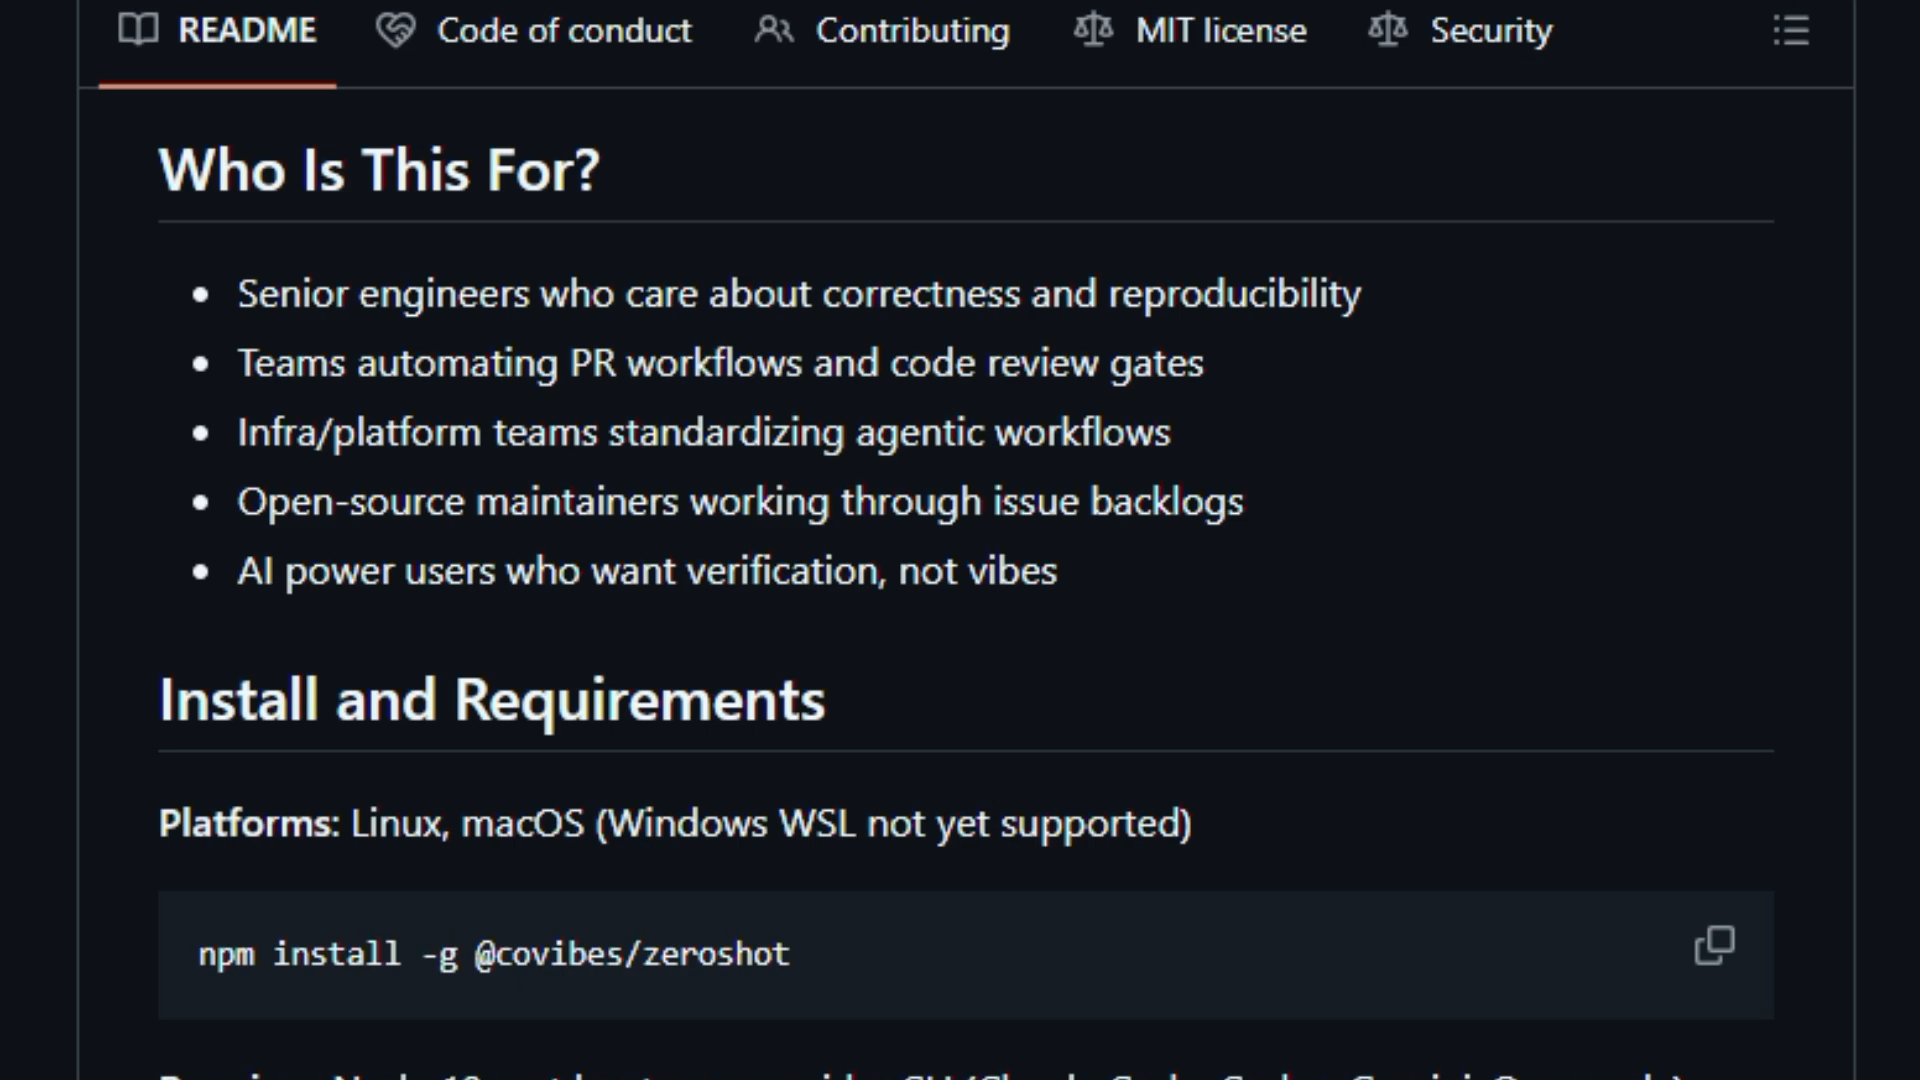 README Code of conduct Contributing MIT license Security
Who Is This For?
Senior engineers who care about correctness and reproducibility
Teams automating PR workflows and code review gates
Infra/platform teams standardizing agentic workflows
Open-source maintainers working through issue backlogs
AI power users who want verification, not vibes
Install and Requirements
Platforms: Linux, macOS (Windows WSL not yet supported)
npm install -g @covibes/zeroshot